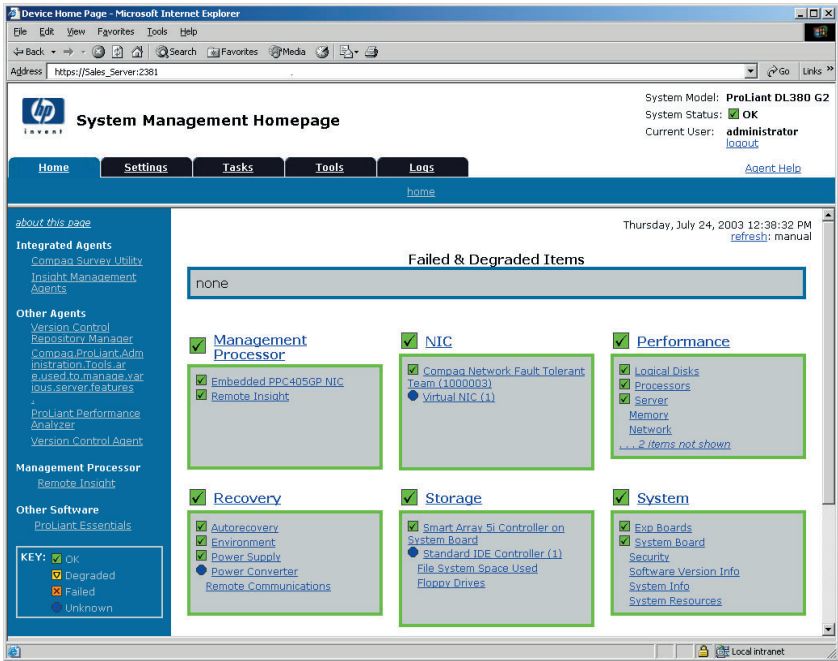 Device Home Page - Microsoft Internet Explorer
File Edit View Favorites Tools Help
Back Search Favorites Media
Address https://Sales_Server:2381 Go Links »
hp
invent
System Management Homepage
System Model: ProLiant DL380 G2
System Status: OK
Current User: administrator
logout
Home Settings Tasks Tools Logs
Agent Help
home
about this page
Integrated Agents
Compaq Survey Utility
Insight Management
Agents
Other Agents
Version Control
Repository Manager
Compaq.ProLiant.Adm
inistration.Tools.ar
e.used.to.manage.var
ious.server.features
.
ProLiant Performance
Analyzer
Version Control Agent
Management Processor
Remote Insight
Other Software
ProLiant Essentials
KEY: OK
Degraded
Failed
Unknown
Thursday, July 24, 2003 12:38:32 PM
refresh: manual
Failed & Degraded Items
none
Management
Processor
Embedded PPC405GP NIC
Remote Insight
NIC
Compaq Network Fault Tolerant
Team (1000003)
Virtual NIC (1)
Performance
Logical Disks
Processors
Server
Memory
Network
. . . 2 items not shown
Recovery
Autorecovery
Environment
Power Supply
Power Converter
Remote Communications
Storage
Smart Array 5i Controller on
System Board
Standard IDE Controller (1)
File System Space Used
Floppy Drives
System
Exp Boards
System Board
Security
Software Version Info
System Info
System Resources
Local intranet